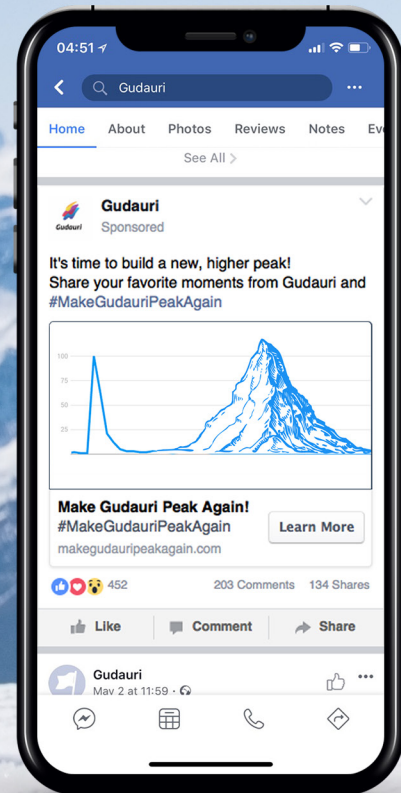 04:51
Gudauri
Home About Photos Reviews Notes Eve
See All >
Gudauri
Gudauri
Sponsored
It's time to build a new, higher peak!
Share your favorite moments from Gudauri and
#MakeGudauriPeakAgain
100
75
50
25
Make Gudauri Peak Again!
#MakeGudauriPeakAgain
Learn More
makegudauripeakagain.com
452 203 Comments 134 Shares
Like Comment Share
Gudauri
May 2 at 11:59 ·